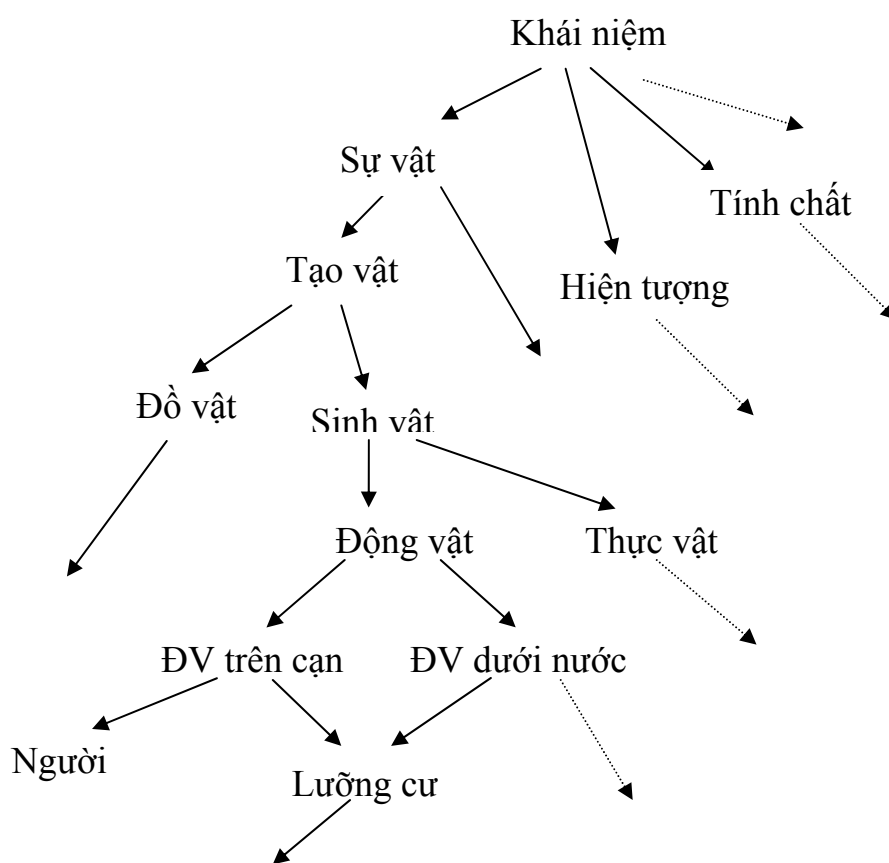 Khái niệm
Sự vật
Tính chất
Tạo vật
Hiện tượng
Đồ vật
Sinh vật
Động vật
Thực vật
ĐV trên cạn
ĐV dưới nước
Người
Lưỡng cư